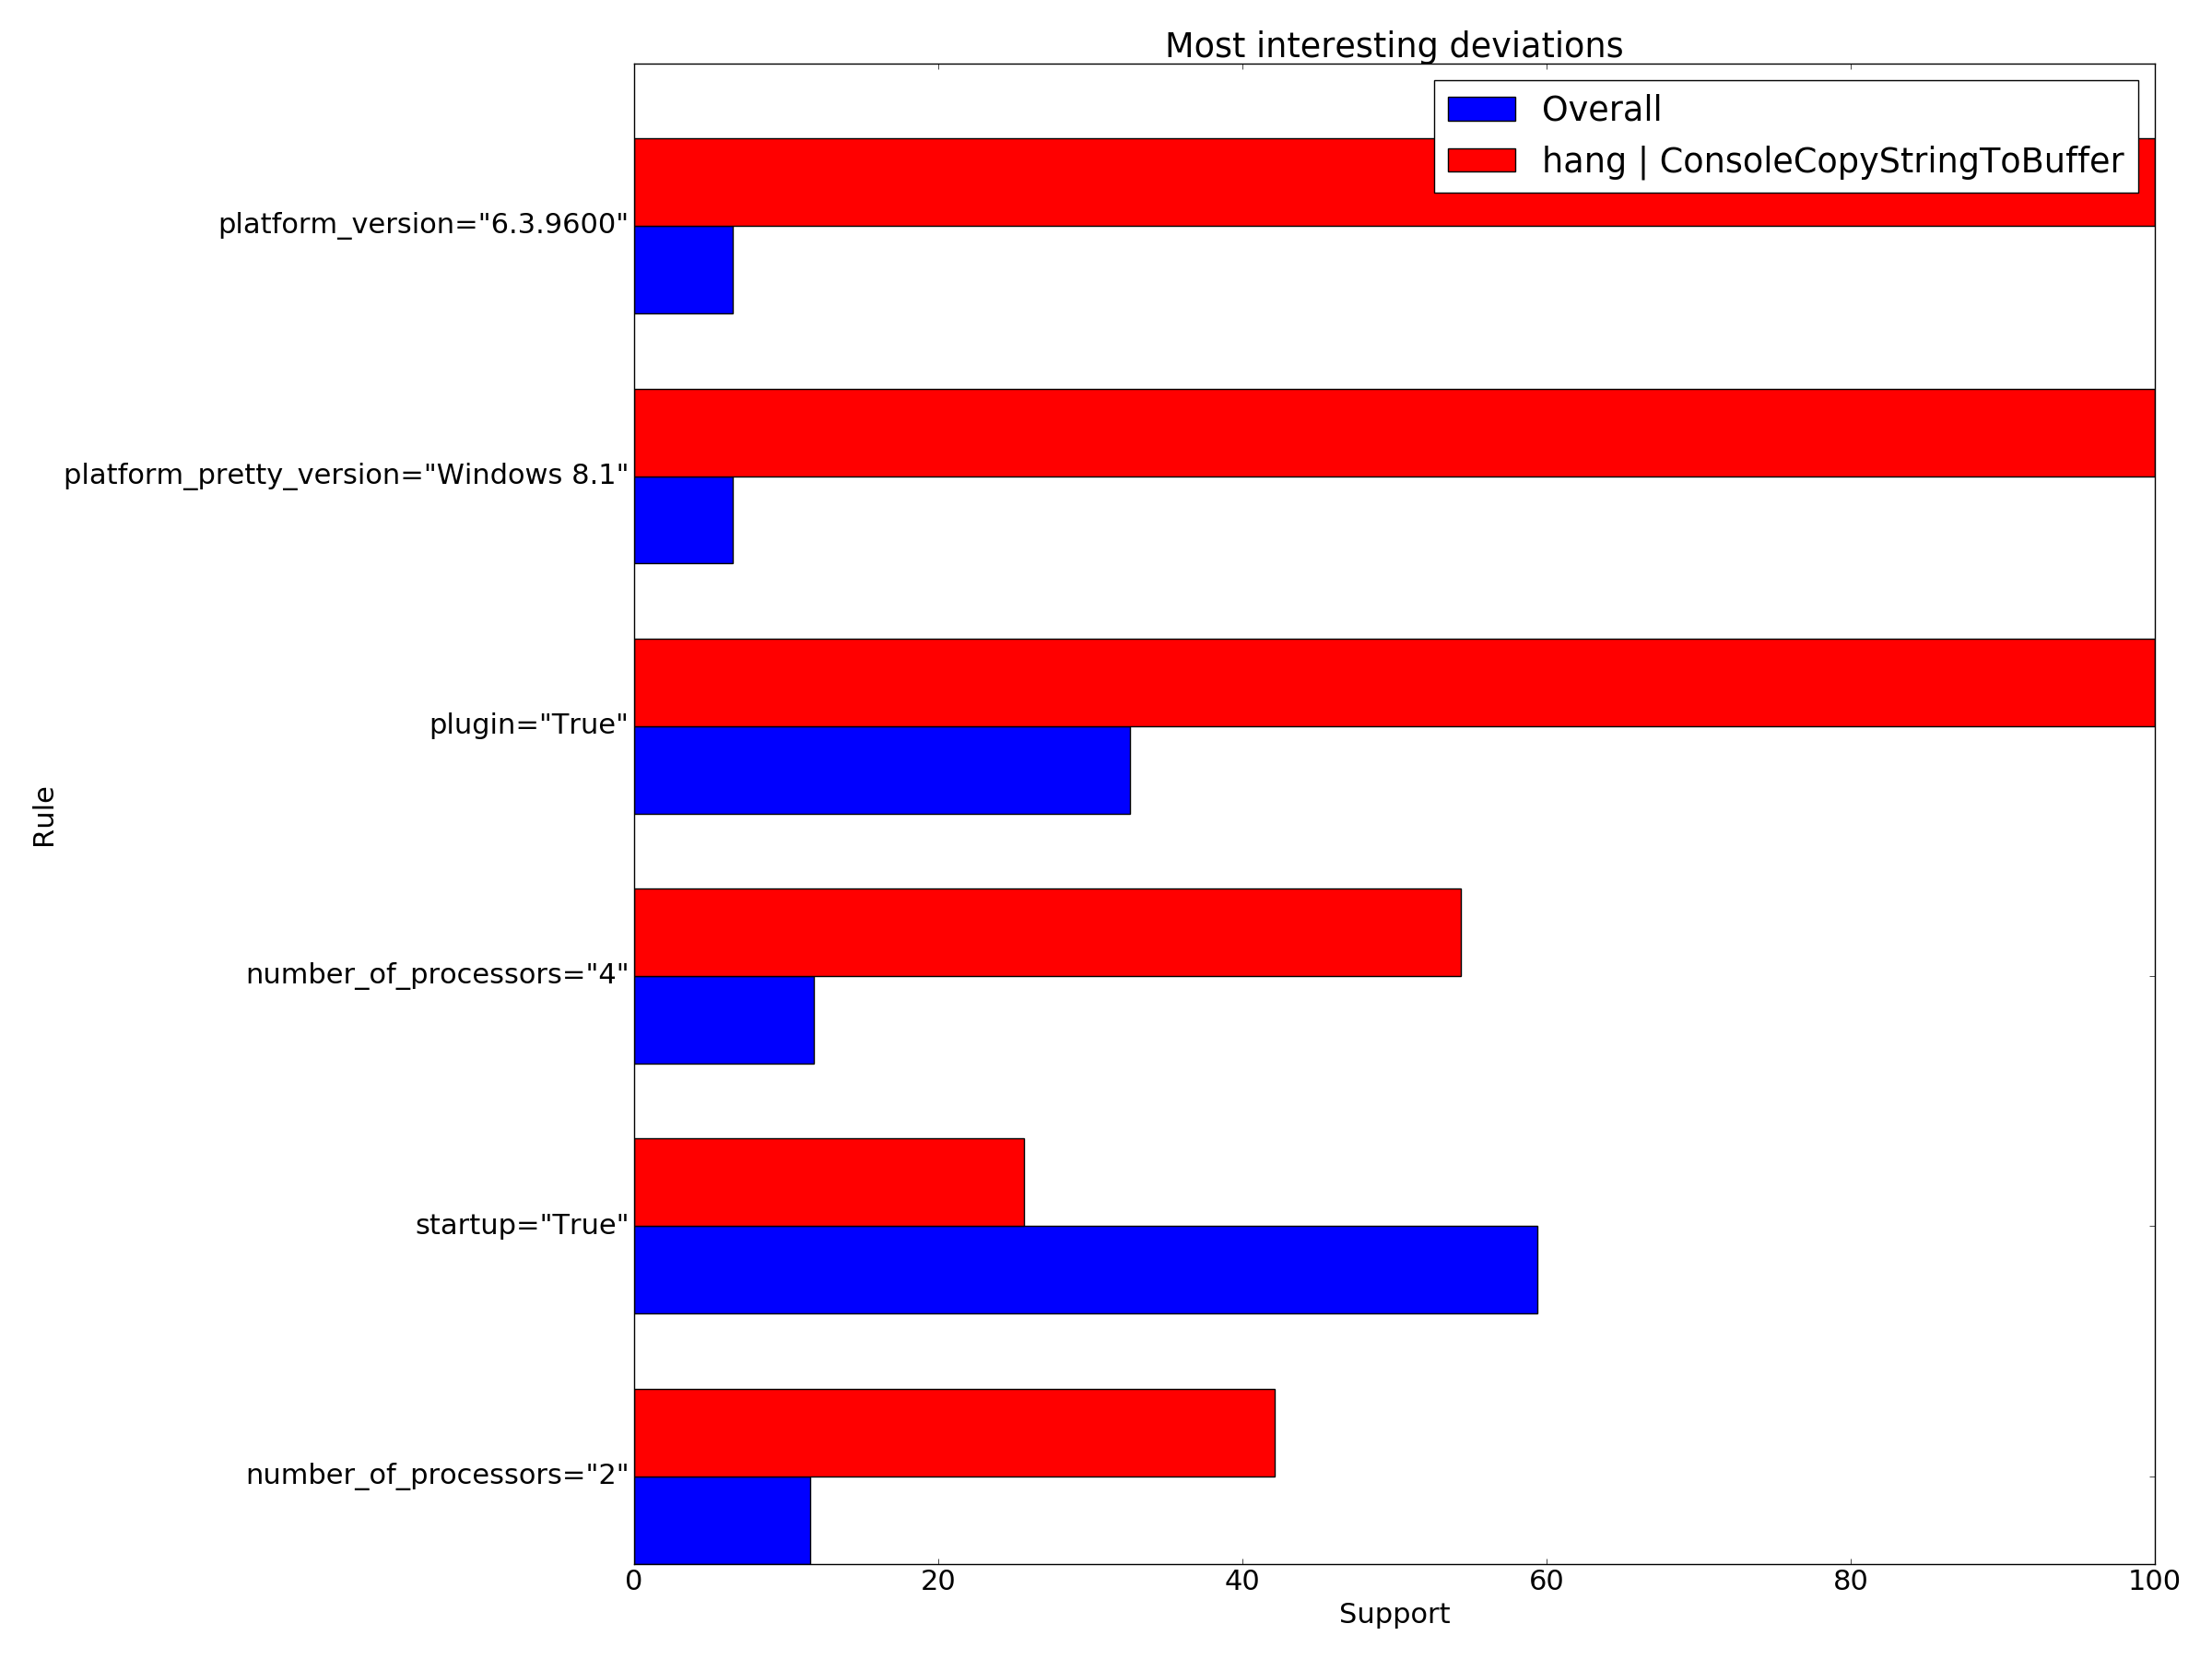 Most interesting deviations
Overall
hang | ConsoleCopyStringToBuffer
platform_version="6.3.9600"
platform_pretty_version="Windows 8.1"
plugin="True"
number_of_processors="4"
startup="True"
number_of_processors="2"
Rule
0 20 40 60 80 100
Support